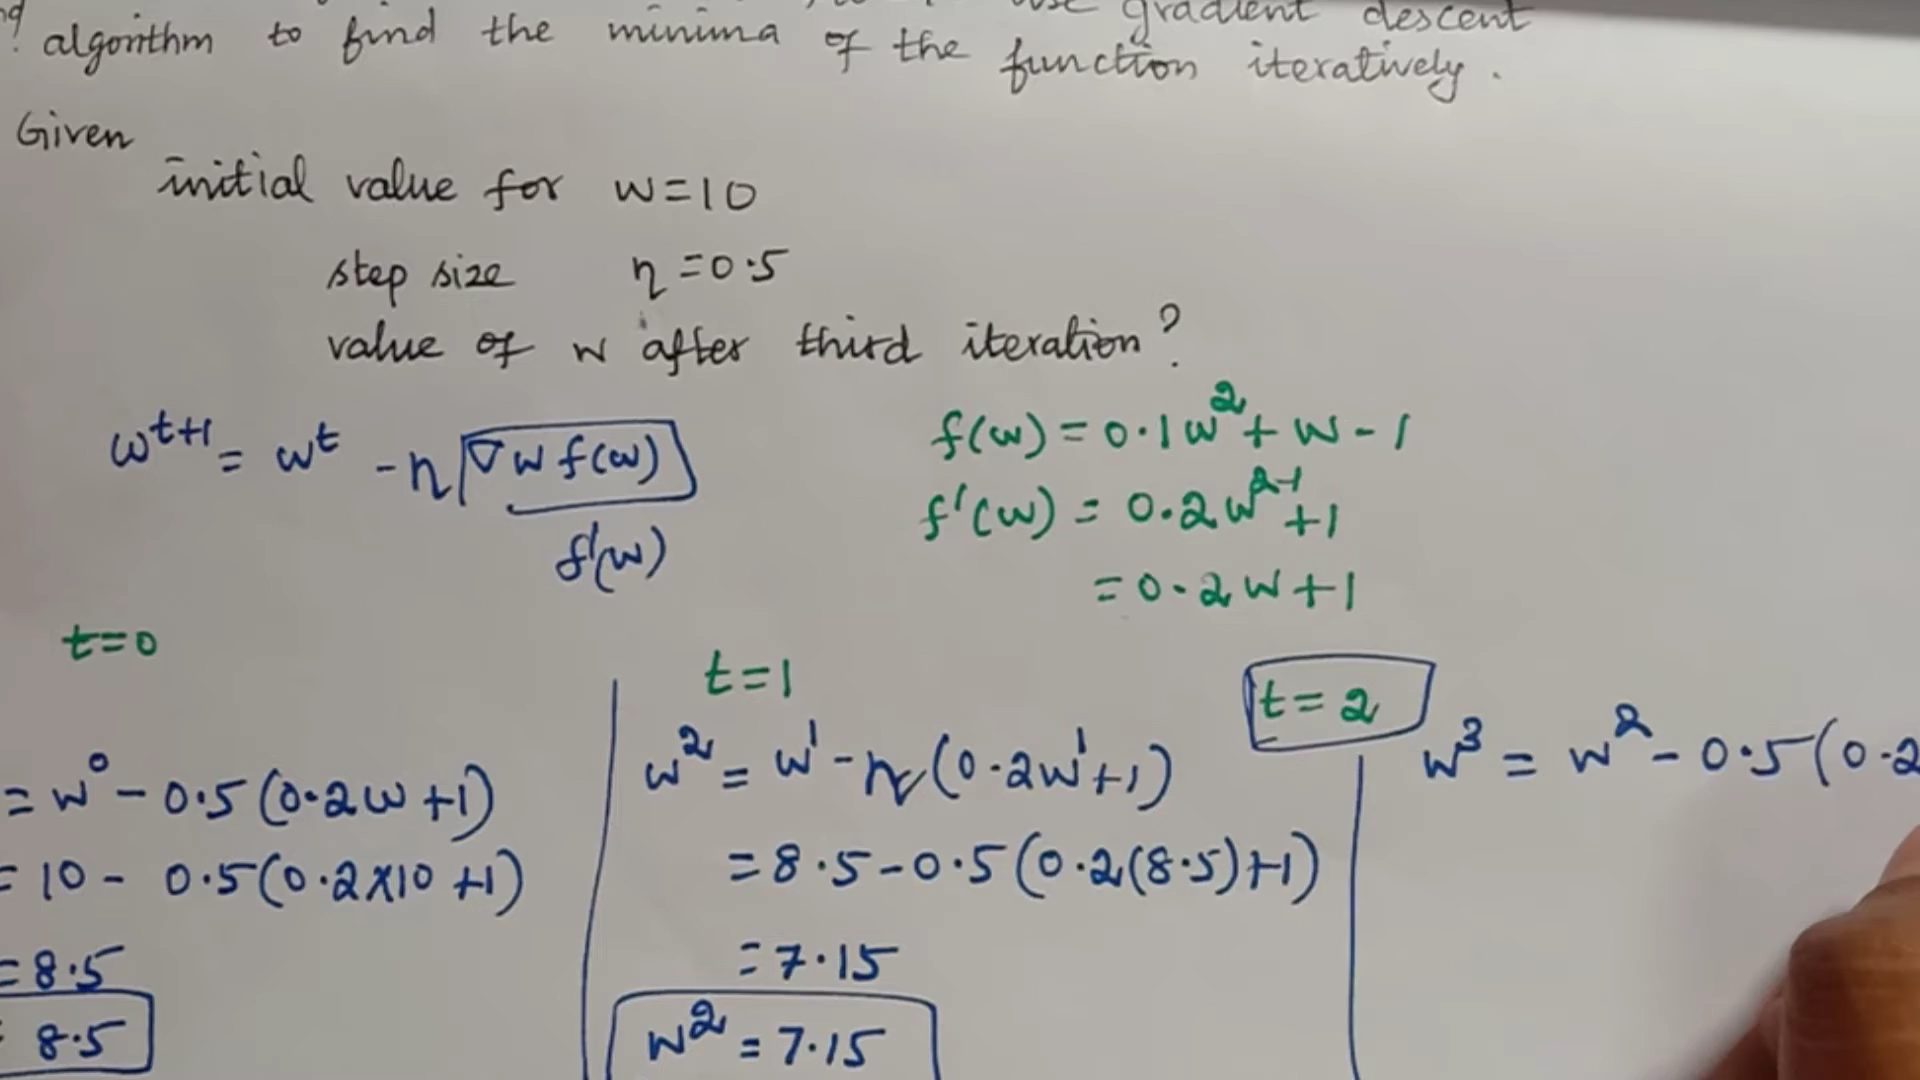 gradient descent
algorithm to find the minima of the function iteratively.
Given
initial value for w=10
step size η=0.5
value of w after third iteration?
w^t+1 = w^t - η ∇w f(w)
f'(w)
f(w) = 0.1w^2 + w - 1
f'(w) = 0.2w^2-1 + 1
= 0.2w + 1
t=0
= w^0 - 0.5(0.2w + 1)
= 10 - 0.5(0.2×10 + 1)
= 8.5
= 8.5
t=1
w^2 = w^1 - η(0.2w^1 + 1)
= 8.5 - 0.5(0.2(8.5) + 1)
= 7.15
w^2 = 7.15
t = 2
w^3 = w^2 - 0.5(0.2